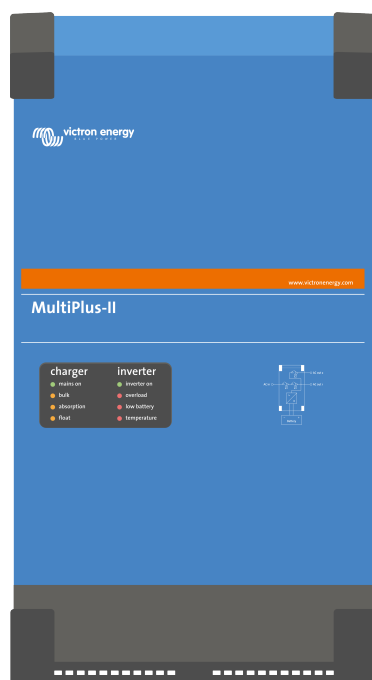 victron energy
BLUE POWER
www.victronenergy.com
MultiPlus-II
charger inverter
mains on inverter on
bulk overload
absorption low battery
float temperature